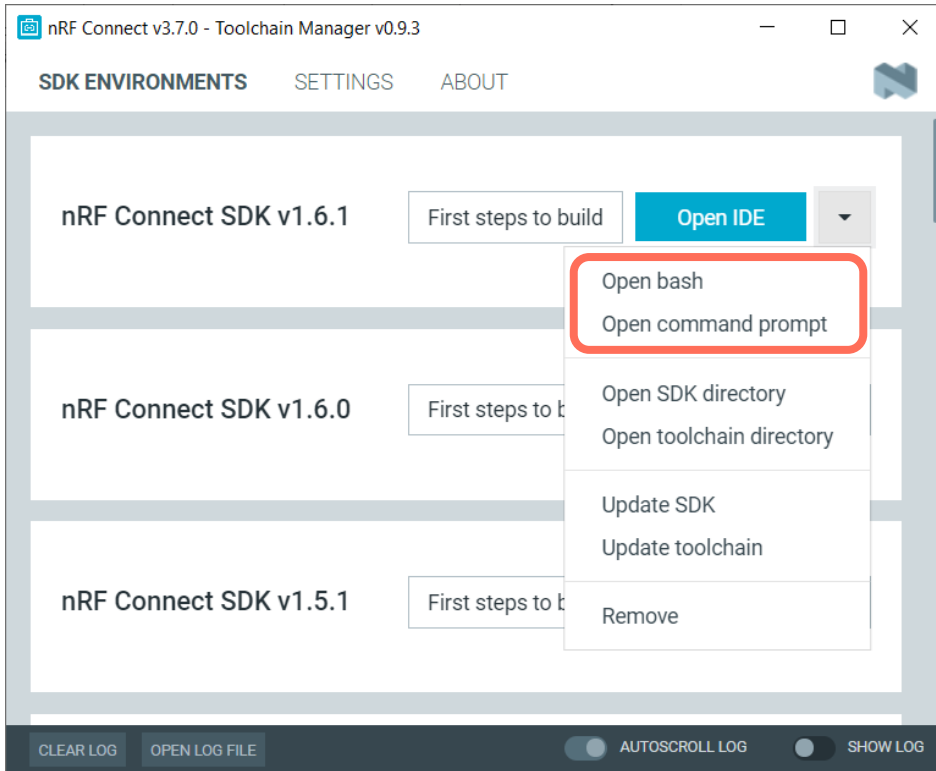 nRF Connect v3.7.0 - Toolchain Manager v0.9.3
SDK ENVIRONMENTS SETTINGS ABOUT
nRF Connect SDK v1.6.1 First steps to build Open IDE
Open bash
Open command prompt
Open SDK directory
Open toolchain directory
Update SDK
Update toolchain
Remove
nRF Connect SDK v1.6.0 First steps to b
nRF Connect SDK v1.5.1 First steps to b
CLEAR LOG OPEN LOG FILE AUTOSCROLL LOG SHOW LOG